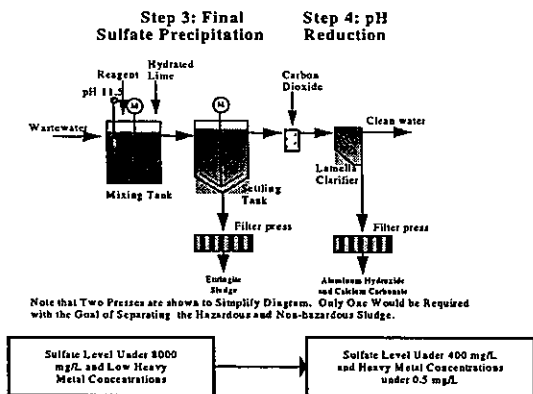 Step 3: Final
Sulfate Precipitation
Step 4: pH
Reduction
Hydrated
Lime
Reagent
pH 11.5
M
M
Carbon
Dioxide
Wastewater
Clean water
Mixing Tank
Settling
Tank
Lamella
Clarifier
Filter press
Filter press
Ettringite
Sludge
Aluminum Hydroxide
and Calcium Carbonate
Note that Two Presses are shown to Simplify Diagram. Only One Would be Required
with the Goal of Separating the Hazardous and Non-hazardous Sludge.
Sulfate Level Under 8000
mg/L and Low Heavy
Metal Concentrations
Sulfate Level Under 400 mg/L
and Heavy Metal Concentrations
under 0.5 mg/L